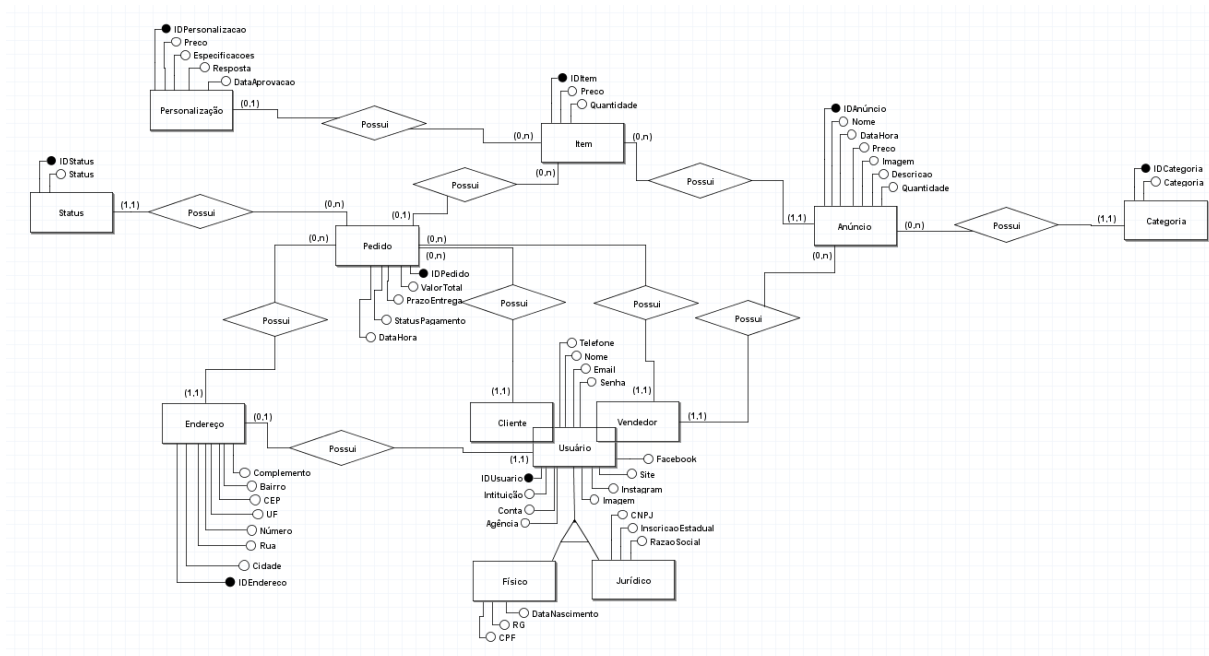 IDPersonalizacao
Preco
Especificacoes
Resposta
DataAprovacao
Personalização
(0,1)
Possui
(0,n)
IDItem
Preco
Quantidade
Item
(0,n)
(0,n)
Possui
(0,1)
Possui
(1,1)
IDAnúncio
Nome
DataHora
Preco
Imagem
Descricao
Quantidade
Anúncio
(0,n)
(0,n)
Possui
(1,1)
IDCategoria
Categoria
Categoria
IDStatus
Status
Status
(1,1)
Possui
(0,n)
Pedido
(0,n)
(0,n)
(0,n)
IDPedido
ValorTotal
PrazoEntrega
StatusPagamento
DataHora
Possui
Possui
Possui
Possui
(1,1)
(1,1)
(1,1)
(1,1)
Telefone
Nome
Email
Senha
Endereço
(0,1)
Possui
(1,1)
Cliente
Vendedor
Usuário
Complemento
Bairro
CEP
UF
Número
Rua
Cidade
IDEndereco
IDUsuario
Intituição
Conta
Agência
Facebook
Site
Instagram
Imagem
CNPJ
InscricaoEstadual
RazaoSocial
Físico
Jurídico
DataNascimento
RG
CPF